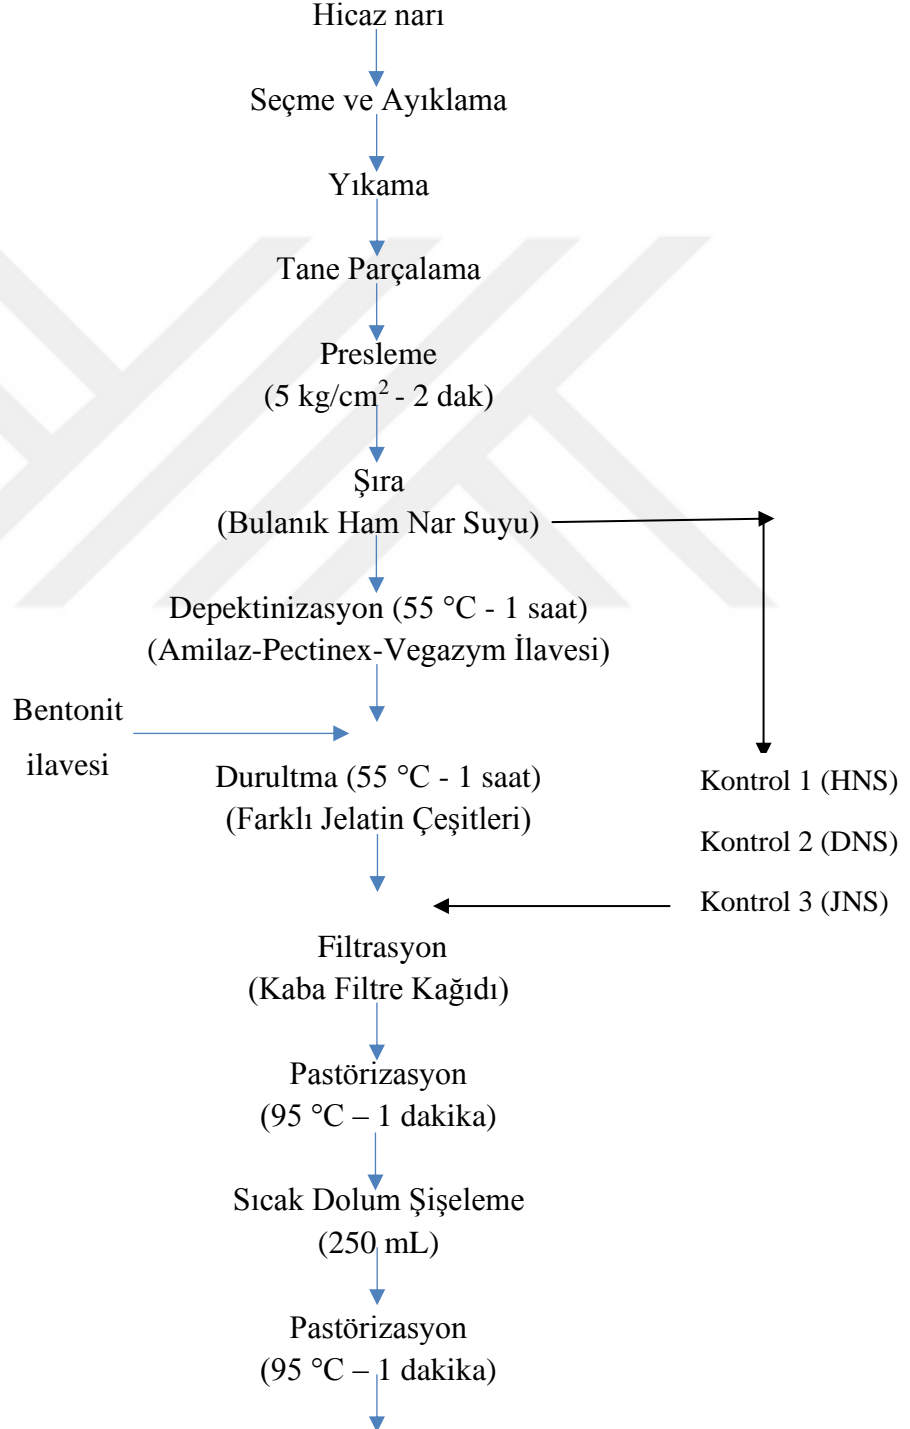 Hicaz narı
Seçme ve Ayıklama
Yıkama
Tane Parçalama
Presleme
(5 kg/cm² - 2 dak)
Şıra
(Bulanık Ham Nar Suyu)
Depektinizasyon (55 °C - 1 saat)
(Amilaz-Pectinex-Vegazym İlavesi)
Bentonit
ilavesi
Durultma (55 °C - 1 saat)
(Farklı Jelatin Çeşitleri)
Kontrol 1 (HNS)
Kontrol 2 (DNS)
Kontrol 3 (JNS)
Filtrasyon
(Kaba Filtre Kağıdı)
Pastörizasyon
(95 °C – 1 dakika)
Sıcak Dolum Şişeleme
(250 mL)
Pastörizasyon
(95 °C – 1 dakika)